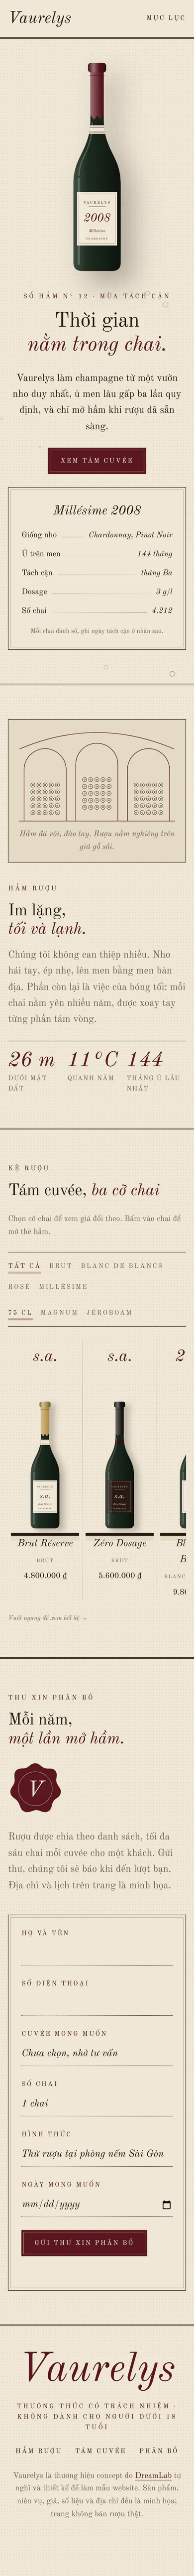 Vaurelys
MỤC LỤC
VAURELYS
2008
Millésime
CHAMPAGNE
SỔ HẦM Nº 12 · MÙA TÁCH CẶN
Thời gian
nằm trong chai.
Vaurelys làm champagne từ một vườn
nho duy nhất, ủ men lâu gấp ba lần quy
định, và chỉ mở hầm khi rượu đã sẵn
sàng.
XEM TÁM CUVÉE
Millésime 2008
Giống nho Chardonnay, Pinot Noir
Ủ trên men 144 tháng
Tách cặn tháng Ba
Dosage 3 g/l
Số chai 4.212
Mỗi chai đánh số, ghi ngày tách cặn ở nhãn sau.
Hầm đá vôi, đào tay. Rượu nằm nghiêng trên
giá gỗ sồi.
HẦM RƯỢU
Im lặng,
tối và lạnh.
Chúng tôi không can thiệp nhiều. Nho
hái tay, ép nhẹ, lên men bằng men bản
địa. Phần còn lại là việc của bóng tối: mỗi
chai nằm yên nhiều năm, được xoay tay
từng phần tám vòng.
26 m 11°C 144
DƯỚI MẶT ĐẤT
QUANH NĂM
THÁNG Ủ LÂU NHẤT
KỆ RƯỢU
Tám cuvée, ba cỡ chai
Chọn cỡ chai để xem giá đổi theo. Bấm vào chai để
mở thẻ hầm.
TẤT CẢ BRUT BLANC DE BLANCS
ROSÉ MILLÉSIME
75 CL MAGNUM JÉROBOAM
s.a. s.a. 2
s.a. s.a.
Brut Réserve Zéro Dosage Bl
BRUT BRUT B
4.800.000 ₫ 5.600.000 ₫ BLANC
9.80
Vuốt ngang để xem hết kệ →
THƯ XIN PHÂN BỔ
Mỗi năm,
một lần mở hầm.
V
Rượu được chia theo danh sách, tối đa
sáu chai mỗi cuvée cho một khách. Gửi
thư, chúng tôi sẽ báo khi đến lượt bạn.
Địa chỉ và lịch trên trang là minh họa.
HỌ VÀ TÊN
SỐ ĐIỆN THOẠI
CUVÉE MONG MUỐN
Chưa chọn, nhờ tư vấn
SỐ CHAI
1 chai
HÌNH THỨC
Thử rượu tại phòng nếm Sài Gòn
NGÀY MONG MUỐN
mm/dd/yyyy
GỬI THƯ XIN PHÂN BỔ
Vaurelys
THƯỞNG THỨC CÓ TRÁCH NHIỆM ·
KHÔNG DÀNH CHO NGƯỜI DƯỚI 18
TUỔI
HẦM RƯỢU TÁM CUVÉE PHÂN BỔ
Vaurelys là thương hiệu concept do DreamLab tự
nghĩ và thiết kế để làm mẫu website. Sản phẩm,
niên vụ, giá, số liệu và địa chỉ đều là minh họa;
trang không bán rượu thật.